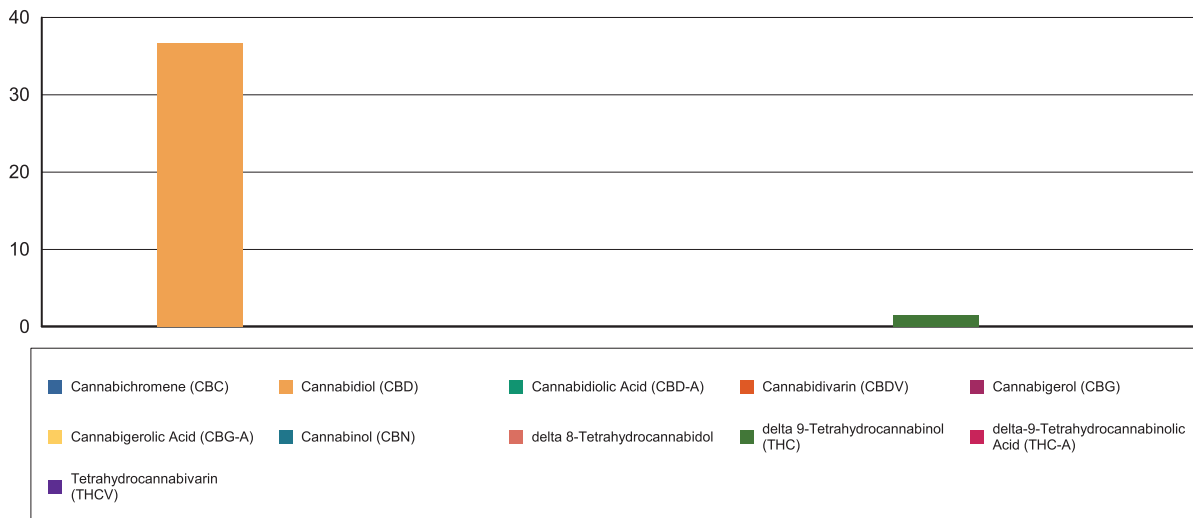 40
30
20
10
0
Cannabichromene (CBC)
Cannabidiol (CBD)
Cannabidiolic Acid (CBD-A)
Cannabidivarin (CBDV)
Cannabigerol (CBG)
Cannabigerolic Acid (CBG-A)
Cannabinol (CBN)
delta 8-Tetrahydrocannabidol
delta 9-Tetrahydrocannabinol
(THC)
delta-9-Tetrahydrocannabinolic
Acid (THC-A)
Tetrahydrocannabivarin
(THCV)